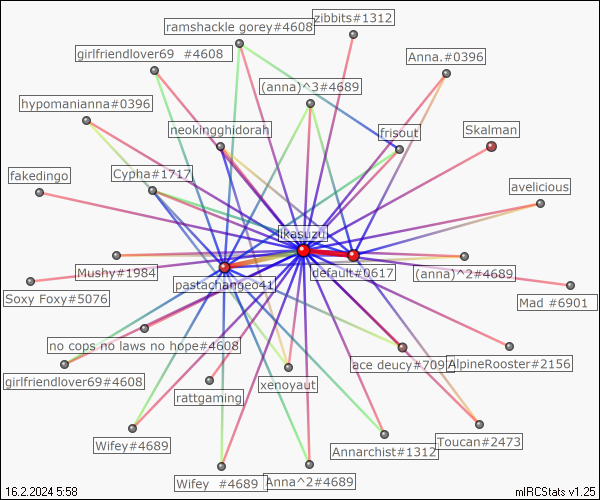 zibbits#1312
ramshackle gorey#4608
girlfriendlover69 #4608
Anna.#0396
(anna)^3#4689
hypomanianna#0396
neokingghidorah
frisout
Skalman
Cypha#1717
fakedingo
avelicious
ikasuzu
Mushy#1984
default#0617
(anna)^2#4689
pastachangeo41
Soxy Foxy#5076
Mad #6901
no cops no laws no hope#4608
ace deucy#709
AlpineRooster#2156
girlfriendlover69#4608
xenoyaut
rattgaming
Wifey#4689
Toucan#2473
Annarchist#1312
Wifey #4689
Anna^2#4689
16.2.2024 5:58
mIRCStats v1.25